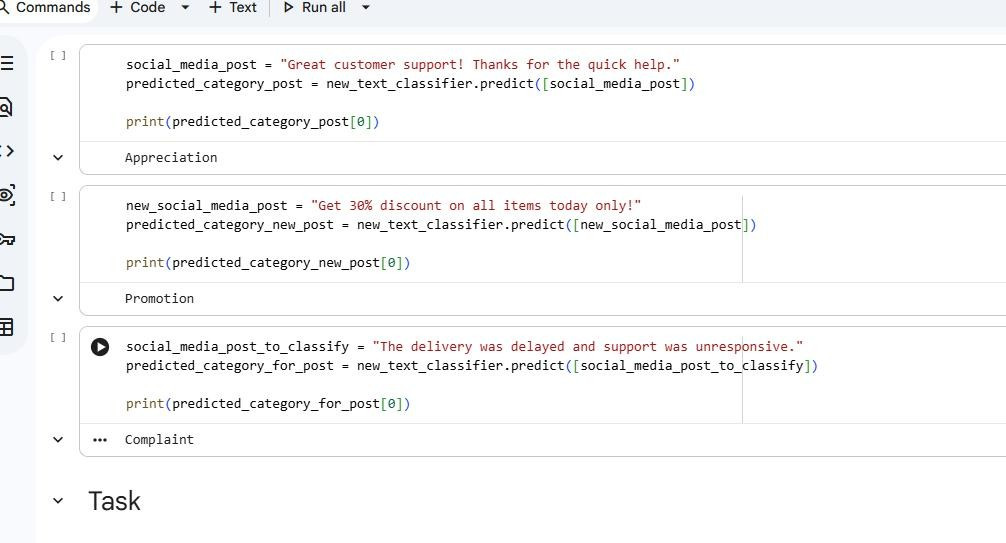 Commands + Code + Text Run all
[ ]
social_media_post = "Great customer support! Thanks for the quick help."
predicted_category_post = new_text_classifier.predict([social_media_post])
print(predicted_category_post[0])
Appreciation
[ ]
new_social_media_post = "Get 30% discount on all items today only!"
predicted_category_new_post = new_text_classifier.predict([new_social_media_post])
print(predicted_category_new_post[0])
Promotion
[ ]
social_media_post_to_classify = "The delivery was delayed and support was unresponsive."
predicted_category_for_post = new_text_classifier.predict([social_media_post_to_classify])
print(predicted_category_for_post[0])
Complaint
Task